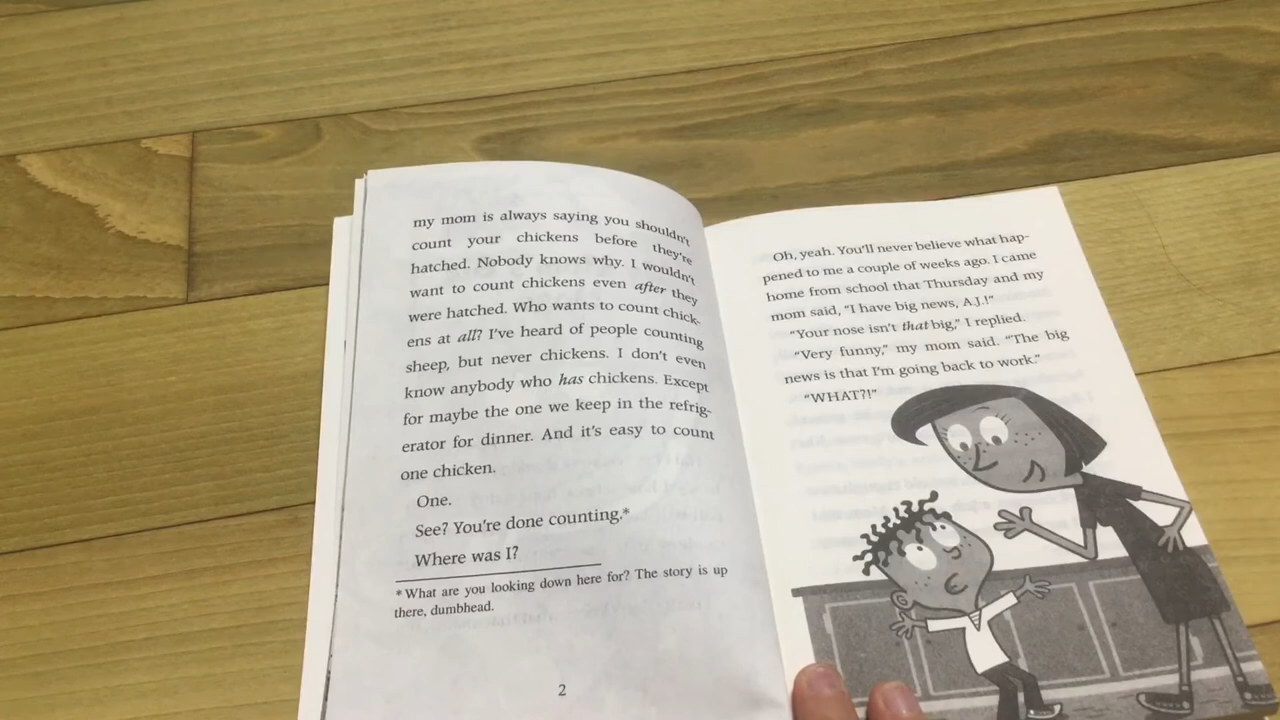 my mom is always saying you shouldn't
count your chickens before they're
hatched. Nobody knows why. I wouldn't
want to count chickens even after they
were hatched. Who wants to count chick-
ens at all? I've heard of people counting
sheep, but never chickens. I don't even
know anybody who has chickens. Except
for maybe the one we keep in the refrig-
erator for dinner. And it's easy to count
one chicken.
One.
See? You're done counting.*
Where was I?
* What are you looking down here for? The story is up
there, dumbhead.
2
Oh, yeah. You'll never believe what hap-
pened to me a couple of weeks ago. I came
home from school that Thursday and my
mom said, “I have big news, A.J.!”
“Your nose isn't that big,” I replied.
“Very funny,” my mom said. “The big
news is that I'm going back to work.”
“WHAT?!”